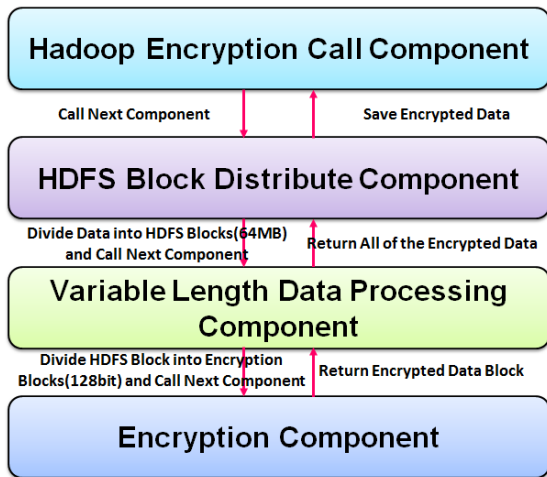 Hadoop Encryption Call Component
Call Next Component
Save Encrypted Data
HDFS Block Distribute Component
Divide Data into HDFS Blocks(64MB)
and Call Next Component
Return All of the Encrypted Data
Variable Length Data Processing
Component
Divide HDFS Block into Encryption
Blocks(128bit) and Call Next Component
Return Encrypted Data Block
Encryption Component